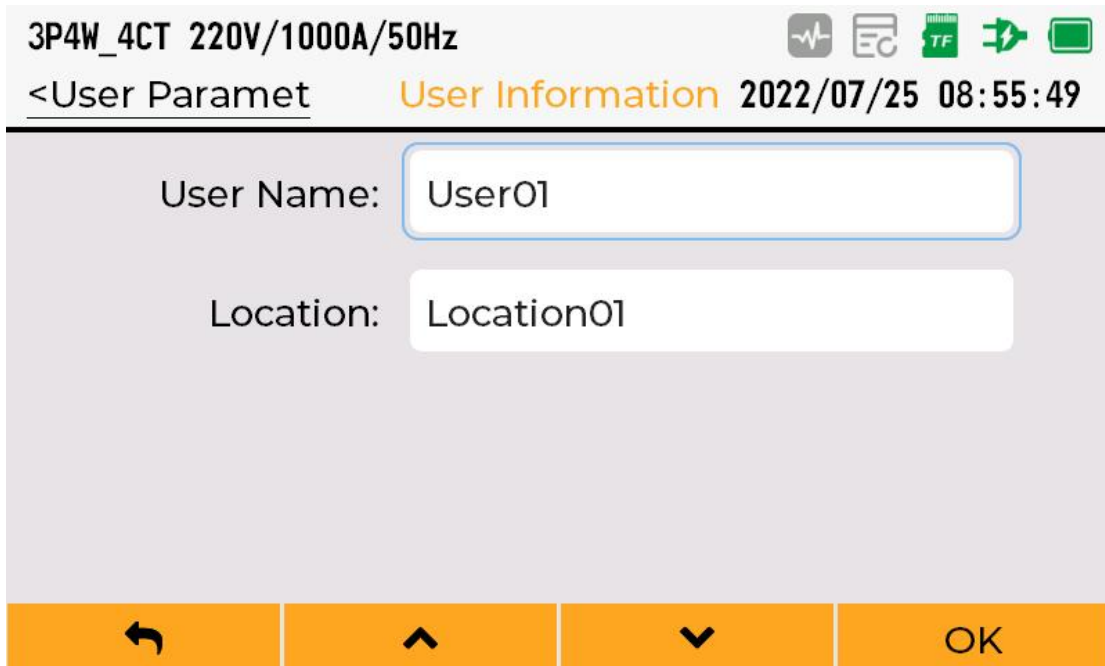 3P4W_4CT 220V/1000A/50Hz TF
<User Paramet User Information 2022/07/25 08:55:49
User Name: User01
Location: Location01
OK